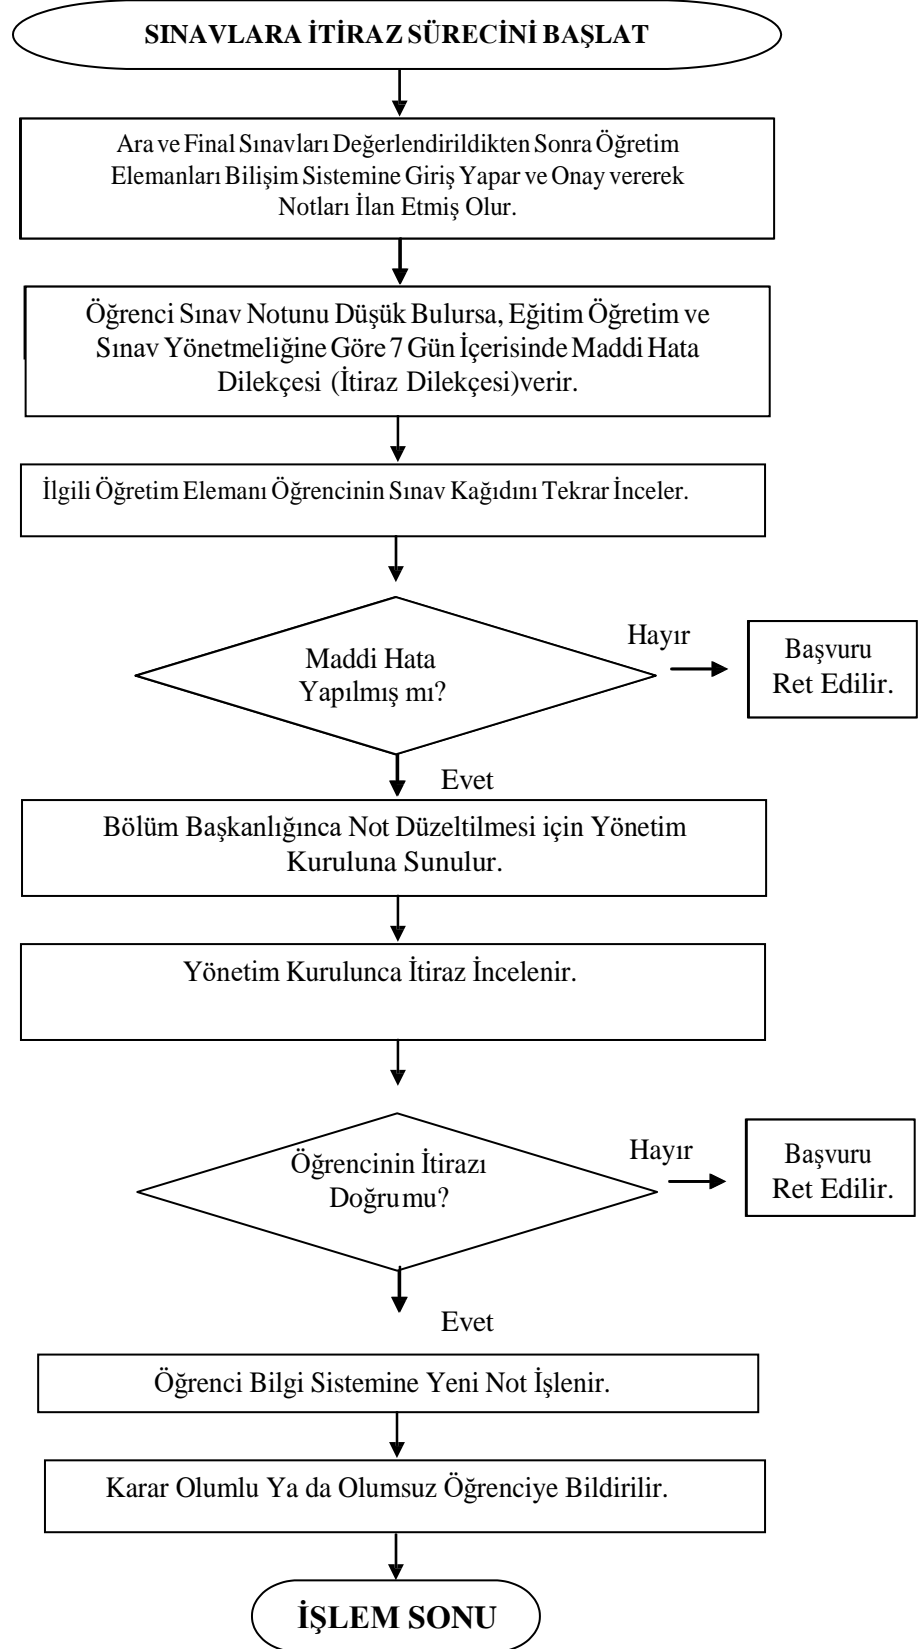 SINAVLARA İTİRAZ SÜRECİNİ BAŞLAT
Ara ve Final Sınavları Değerlendirildikten Sonra Öğretim
Elemanları Bilişim Sistemine Giriş Yapar ve Onay vererek
Notları İlan Etmiş Olur.
Öğrenci Sınav Notunu Düşük Bulursa, Eğitim Öğretim ve
Sınav Yönetmeliğine Göre 7 Gün İçerisinde Maddi Hata
Dilekçesi (İtiraz Dilekçesi)verir.
İlgili Öğretim Elemanı Öğrencinin Sınav Kağıdını Tekrar İnceler.
Maddi Hata
Yapılmış mı?
Hayır
Başvuru
Ret Edilir.
Evet
Bölüm Başkanlığınca Not Düzeltilmesi için Yönetim
Kuruluna Sunulur.
Yönetim Kurulunca İtiraz İncelenir.
Öğrencinin İtirazı
Doğrumu?
Hayır
Başvuru
Ret Edilir.
Evet
Öğrenci Bilgi Sistemine Yeni Not İşlenir.
Karar Olumlu Ya da Olumsuz Öğrenciye Bildirilir.
İŞLEM SONU